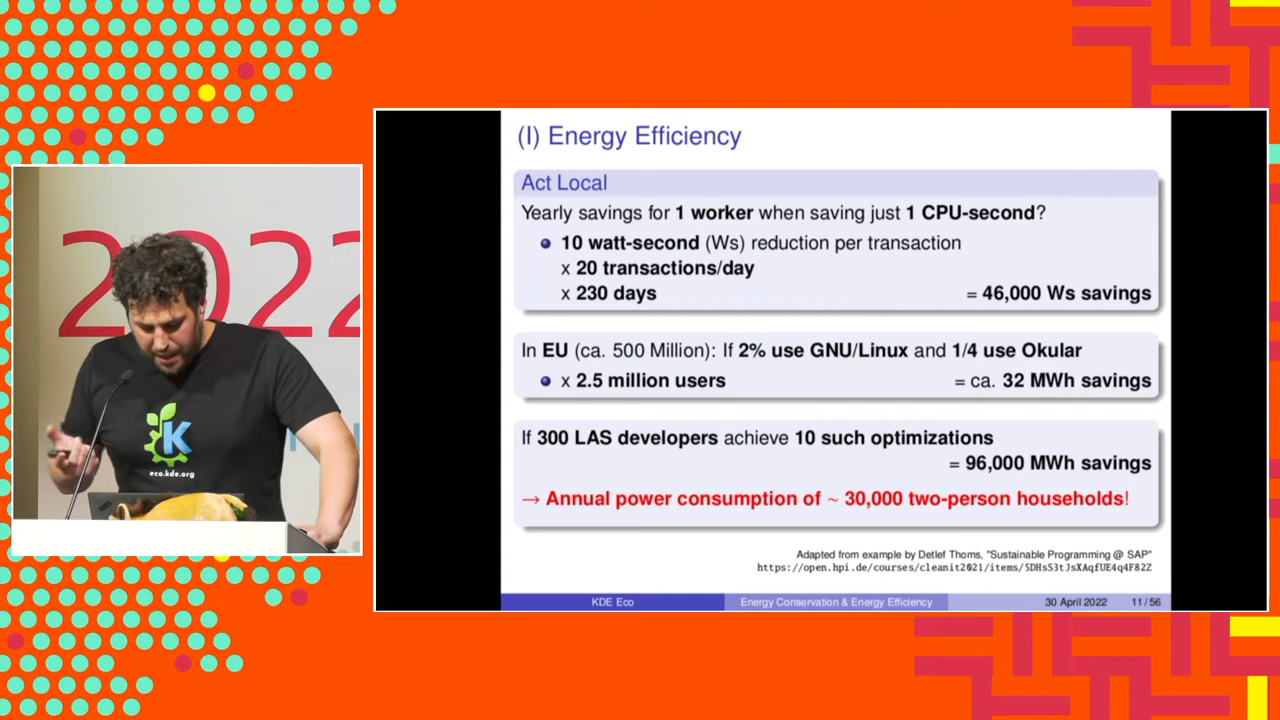 2022
K
eco.kde.org
(I) Energy Efficiency
Act Local
Yearly savings for 1 worker when saving just 1 CPU-second?
10 watt-second (Ws) reduction per transaction
x 20 transactions/day
x 230 days = 46,000 Ws savings
In EU (ca. 500 Million): If 2% use GNU/Linux and 1/4 use Okular
x 2.5 million users = ca. 32 MWh savings
If 300 LAS developers achieve 10 such optimizations
= 96,000 MWh savings
→ Annual power consumption of ~ 30,000 two-person households!
Adapted from example by Detlef Thoms, "Sustainable Programming @ SAP"
https://open.hpi.de/courses/cleanit2021/items/5DHsS3tJsXAqfUE4q4F82Z
KDE Eco Energy Conservation & Energy Efficiency 30 April 2022 11/56